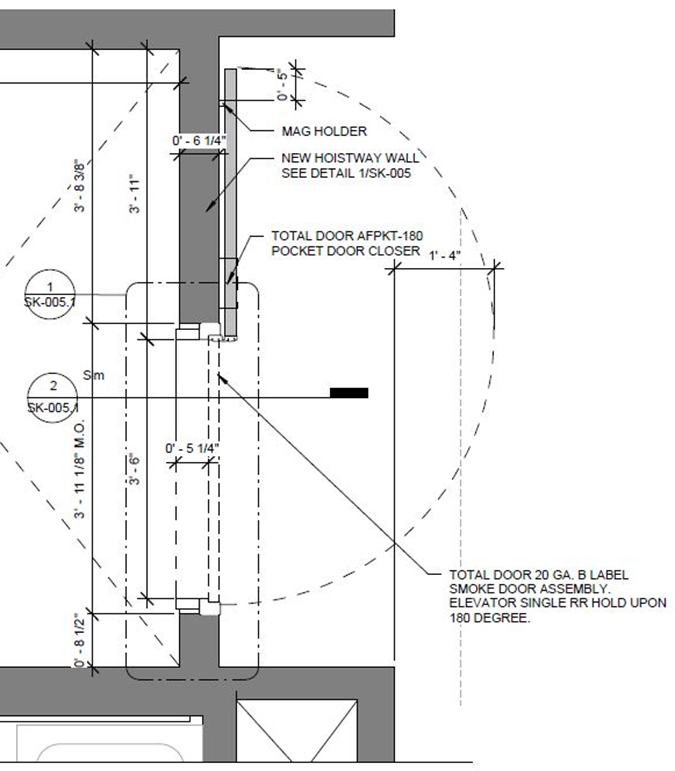 0' - 5"
MAG HOLDER
0' - 6 1/4"
NEW HOISTWAY WALL
SEE DETAIL 1/SK-005
3' - 8 3/8"
3' - 11"
TOTAL DOOR AFPKT-180
POCKET DOOR CLOSER
1' - 4"
1
SK-005.1
Sim
2
SK-005.1
3' - 11 1/8" M.O.
3' - 6"
0' - 5 1/4"
TOTAL DOOR 20 GA. B LABEL
SMOKE DOOR ASSEMBLY.
ELEVATOR SINGLE RR HOLD UPON
180 DEGREE.
0' - 8 1/2"